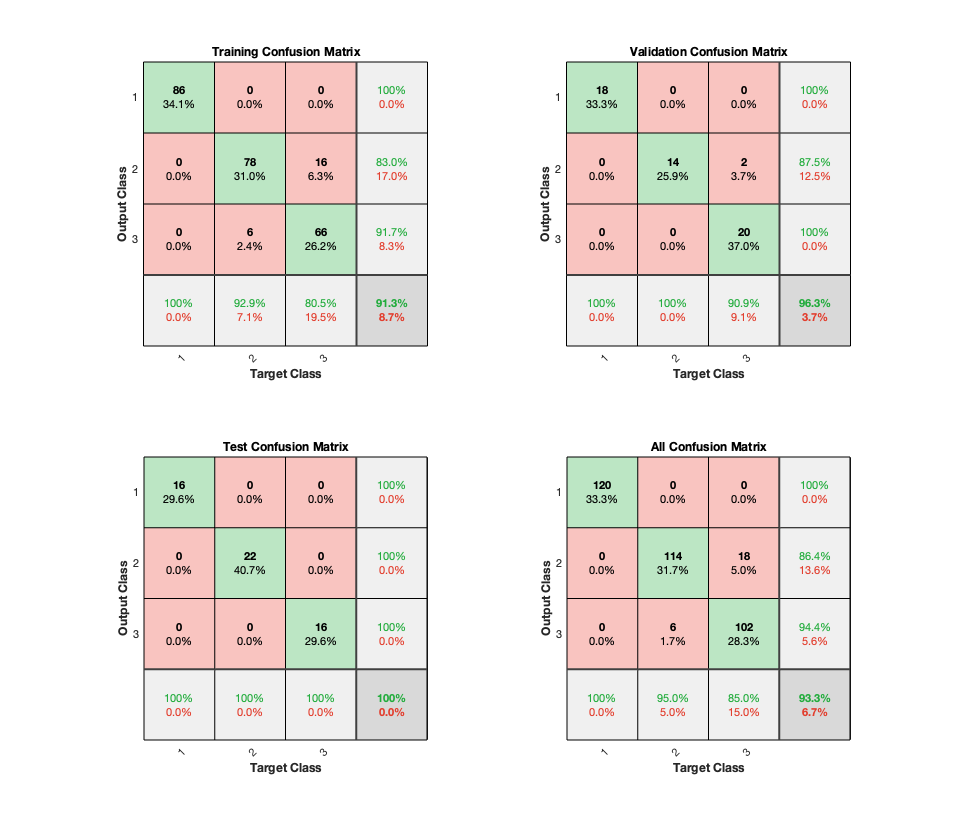 Training Confusion Matrix
86 0 0 100%
1
34.1% 0.0% 0.0% 0.0%
0 78 16 83.0%
2
0.0% 31.0% 6.3% 17.0%
Output Class
0 6 66 91.7%
3
0.0% 2.4% 26.2% 8.3%
100% 92.9% 80.5% 91.3%
0.0% 7.1% 19.5% 8.7%
1 2 3
Target Class
Validation Confusion Matrix
18 0 0 100%
1
33.3% 0.0% 0.0% 0.0%
0 14 2 87.5%
2
0.0% 25.9% 3.7% 12.5%
Output Class
0 0 20 100%
3
0.0% 0.0% 37.0% 0.0%
100% 100% 90.9% 96.3%
0.0% 0.0% 9.1% 3.7%
1 2 3
Target Class
Test Confusion Matrix
16 0 0 100%
1
29.6% 0.0% 0.0% 0.0%
0 22 0 100%
2
0.0% 40.7% 0.0% 0.0%
Output Class
0 0 16 100%
3
0.0% 0.0% 29.6% 0.0%
100% 100% 100% 100%
0.0% 0.0% 0.0% 0.0%
1 2 3
Target Class
All Confusion Matrix
120 0 0 100%
1
33.3% 0.0% 0.0% 0.0%
0 114 18 86.4%
2
0.0% 31.7% 5.0% 13.6%
Output Class
0 6 102 94.4%
3
0.0% 1.7% 28.3% 5.6%
100% 95.0% 85.0% 93.3%
0.0% 5.0% 15.0% 6.7%
1 2 3
Target Class